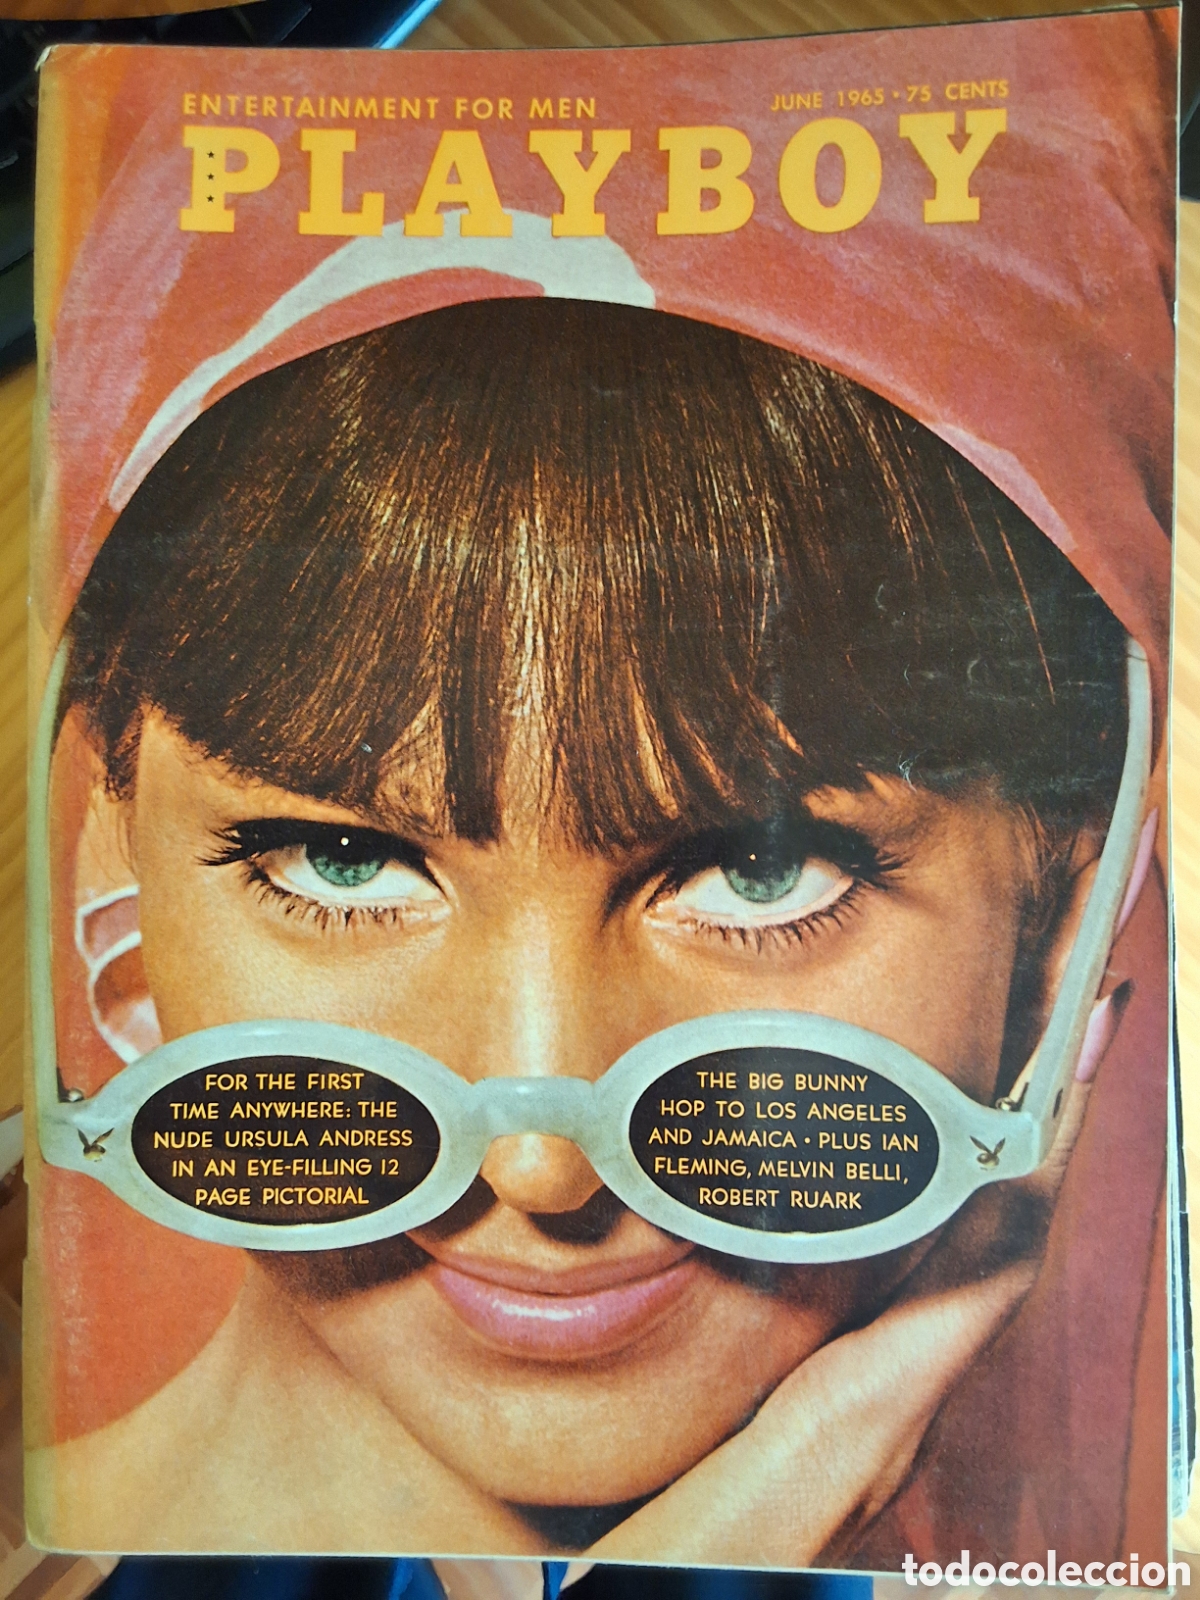 ENTERTAINMENT FOR MEN
JUNE 1965 • 75 CENTS
PLAYBOY
FOR THE FIRST
TIME ANYWHERE: THE
NUDE URSULA ANDRESS
IN AN EYE-FILLING 12
PAGE PICTORIAL
THE BIG BUNNY
HOP TO LOS ANGELES
AND JAMAICA • PLUS IAN
FLEMING, MELVIN BELLI,
ROBERT RUARK
todocoleccion